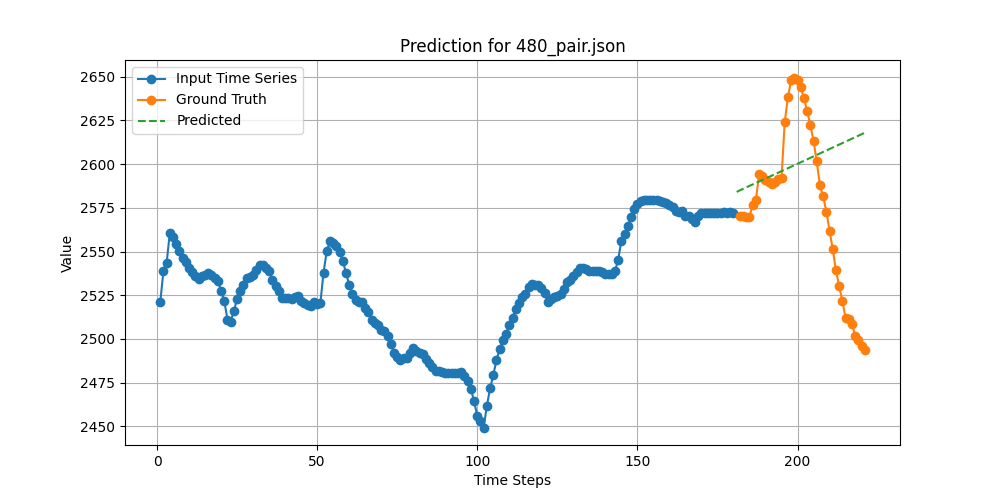 Prediction for 480_pair.json
Input Time Series
Ground Truth
Predicted
Value
2650
2625
2600
2575
2550
2525
2500
2475
2450
0
50
100
150
200
Time Steps